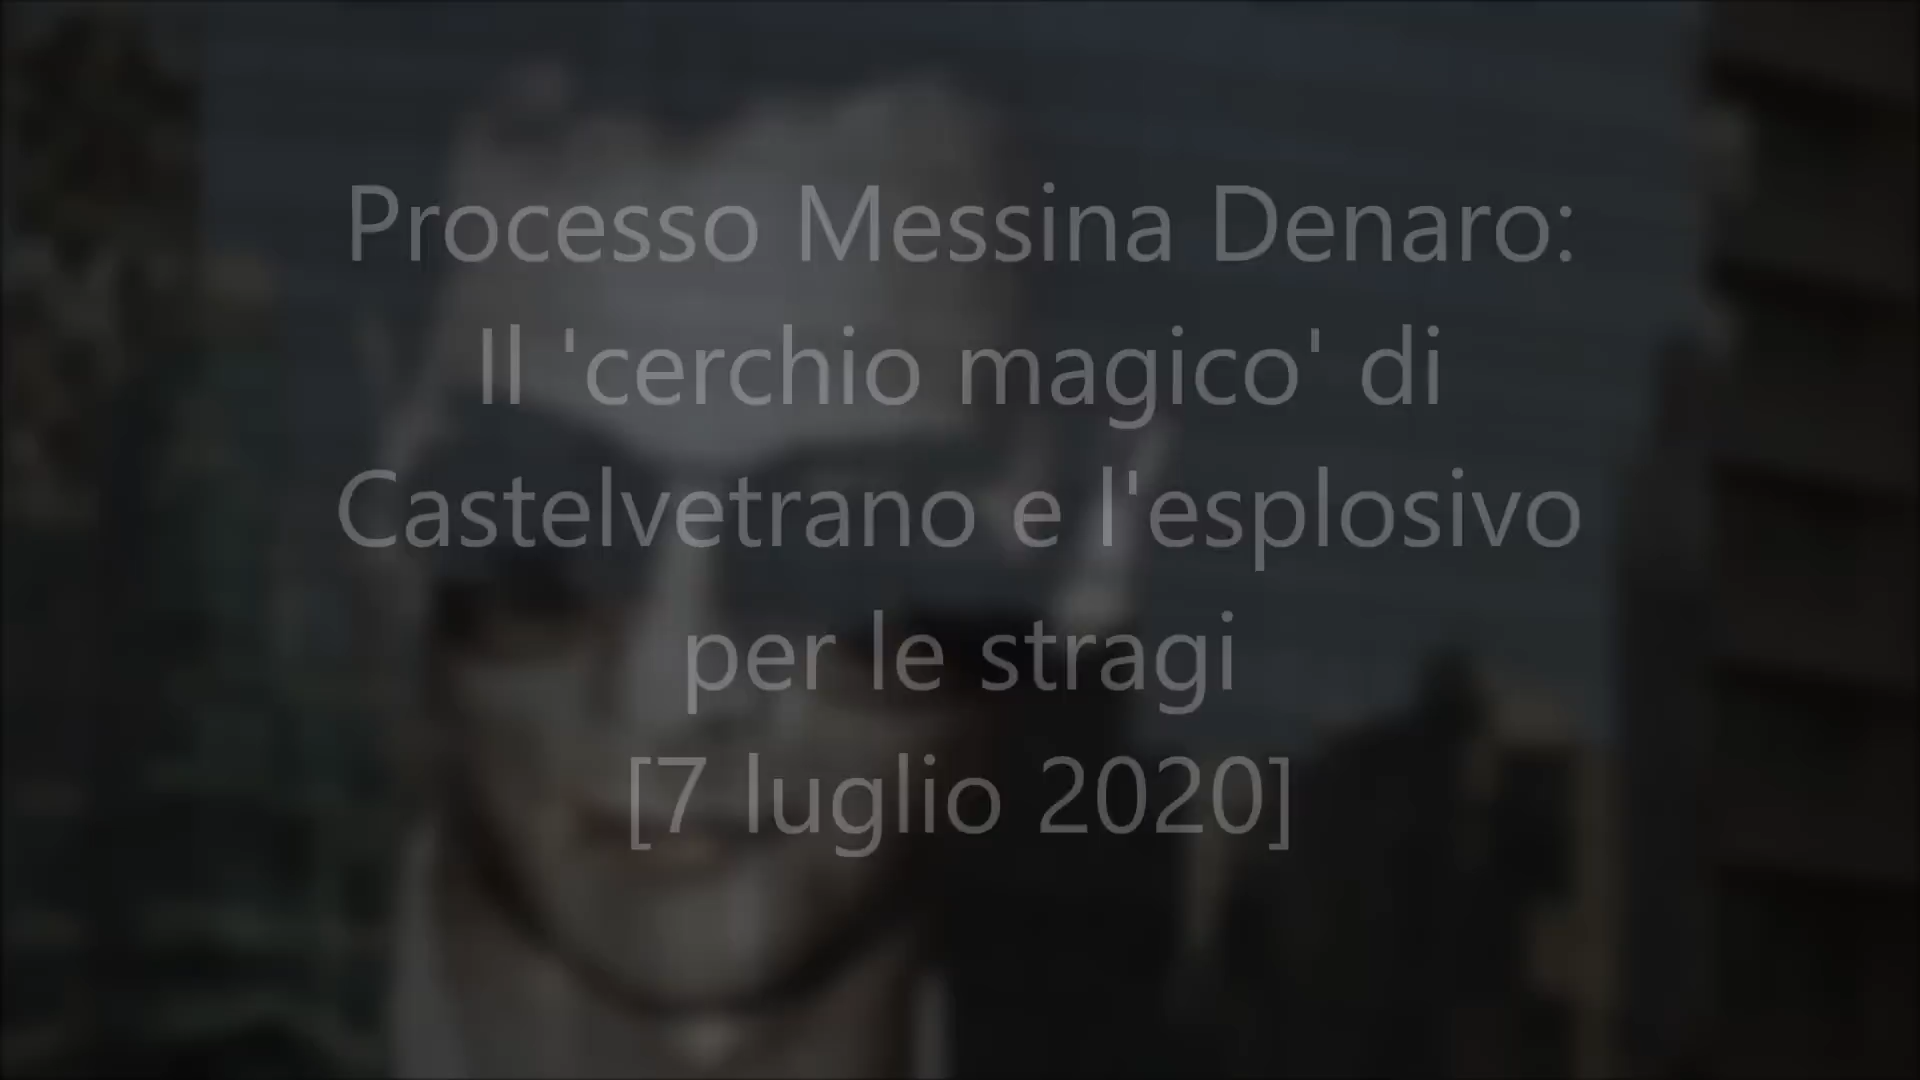 Processo Messina Denaro:
Il 'cerchio magico' di
Castelvetrano e l'esplosivo
per le stragi
[7 luglio 2020]